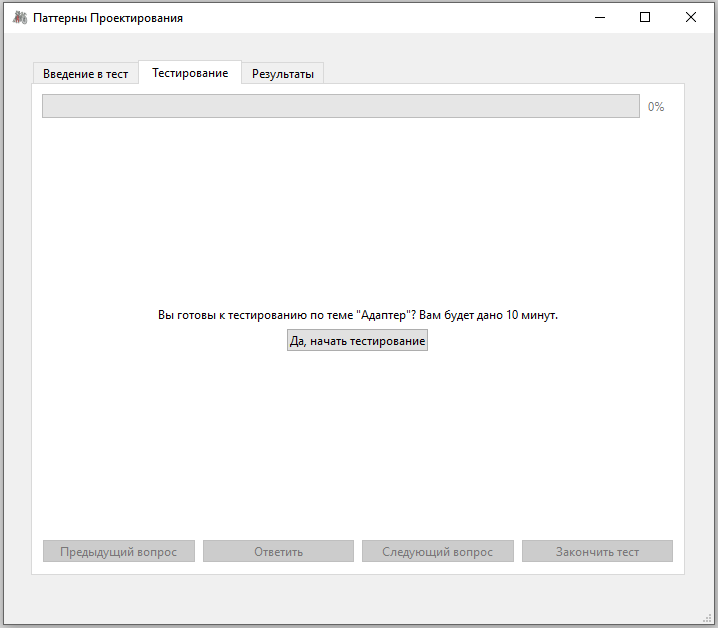 Паттерны Проектирования
Введение в тест Тестирование Результаты
0%
Вы готовы к тестированию по теме "Адаптер"? Вам будет дано 10 минут.
Да, начать тестирование
Предыдущий вопрос Ответить Следующий вопрос Закончить тест